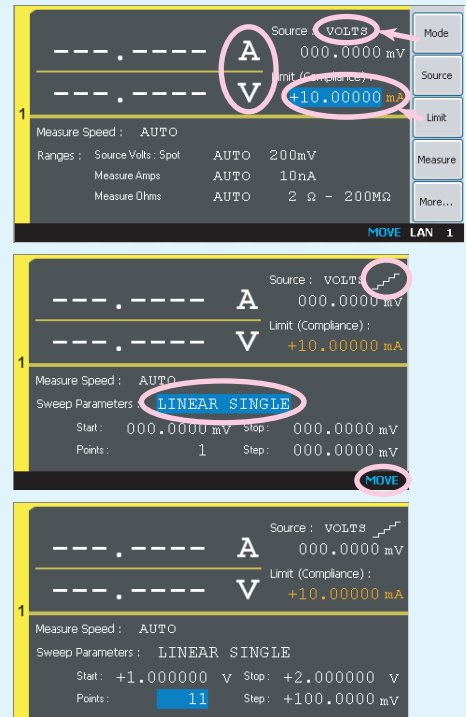 Source : VOLTS
Mode
---.---- A
000.0000 mV
Limit (Compliance) :
Source
---.---- V
+10.00000 mA
1
Limit
Measure Speed : AUTO
Ranges : Source Volts : Spot AUTO 200mV
Measure
Measure Amps AUTO 10nA
Measure Ohms AUTO 2 Ω - 200MΩ
More...
MOVE LAN 1
Source : VOLTS
---.---- A
000.0000 mV
Limit (Compliance) :
---.---- V
+10.00000 mA
1
Measure Speed : AUTO
Sweep Parameters : LINEAR SINGLE
Start : 000.0000 mV Stop : 000.0000 mV
Points : 1 Step : 000.0000 mV
MOVE
Source : VOLTS
---.---- A
000.0000 mV
Limit (Compliance) :
---.---- V
+10.00000 mA
1
Measure Speed : AUTO
Sweep Parameters : LINEAR SINGLE
Start : +1.000000 V Stop : +2.000000 V
Points : 11 Step : +100.0000 mV